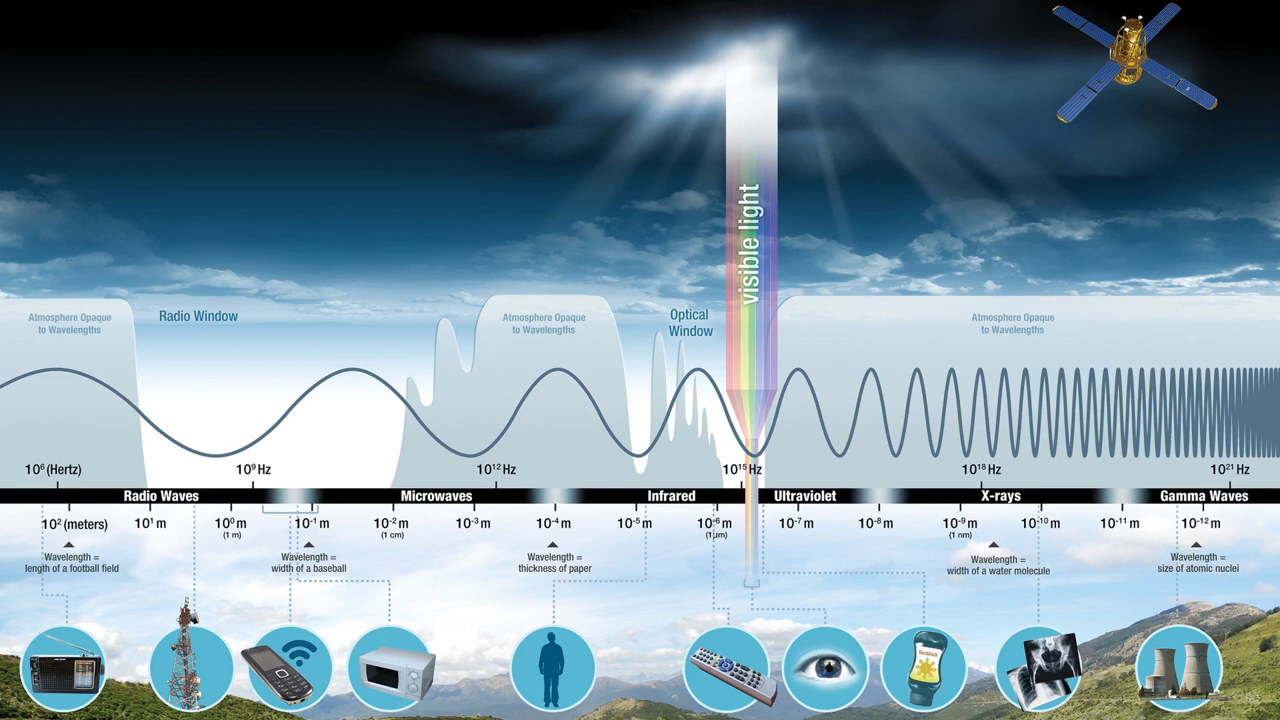 visible light
Atmosphere Opaque
to Wavelengths
Radio Window
Atmosphere Opaque
to Wavelengths
Optical
Window
Atmosphere Opaque
to Wavelengths
10⁶ (Hertz)
10⁹ Hz
10¹² Hz
10¹⁵ Hz
10¹⁸ Hz
10²¹ Hz
Radio Waves
Microwaves
Infrared
Ultraviolet
X-rays
Gamma Waves
10² (meters)
10¹ m
10⁰ m
(1 m)
10⁻¹ m
10⁻² m
(1 cm)
10⁻³ m
10⁻⁴ m
10⁻⁵ m
10⁻⁶ m
(1 µm)
10⁻⁷ m
10⁻⁸ m
10⁻⁹ m
(1 nm)
10⁻¹⁰ m
10⁻¹¹ m
10⁻¹² m
Wavelength =
length of a football field
Wavelength =
width of a baseball
Wavelength =
thickness of paper
Wavelength =
width of a water molecule
Wavelength =
size of atomic nuclei
Sunblock